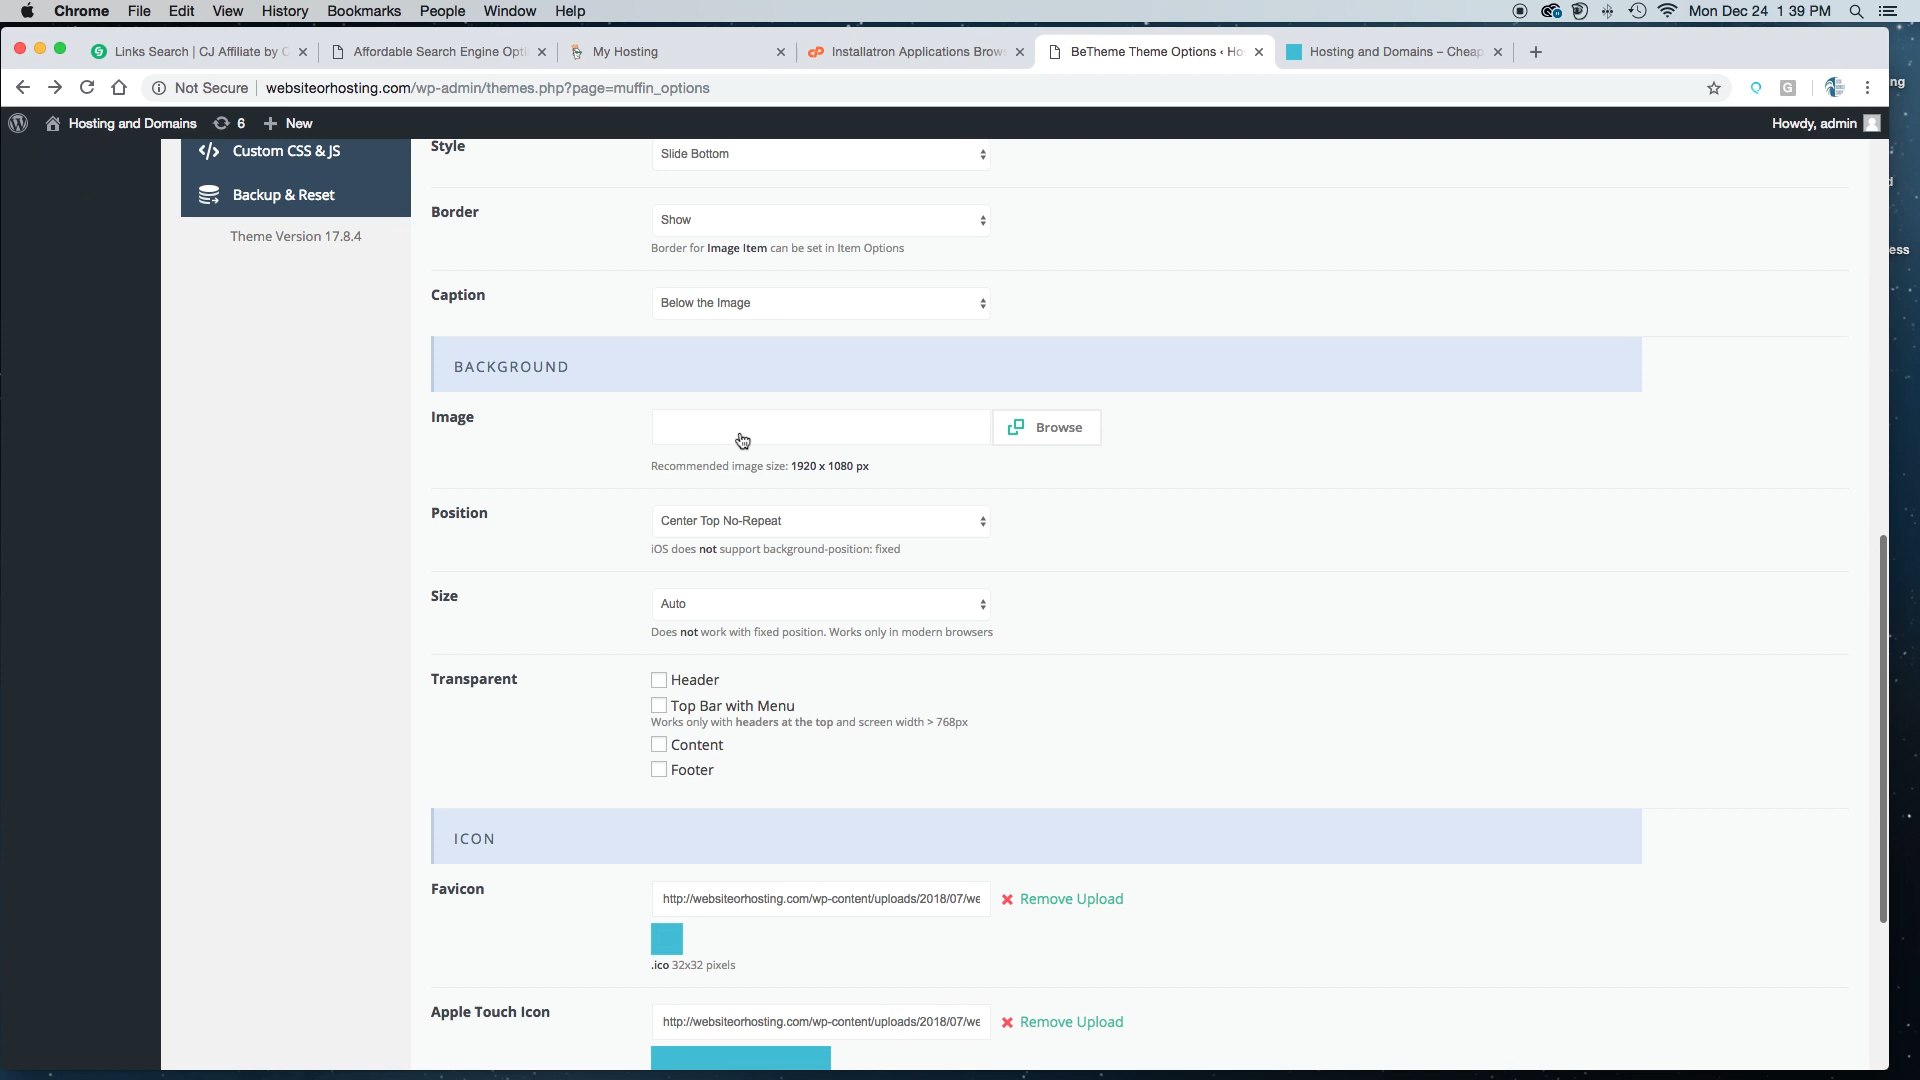 Chrome File Edit View History Bookmarks People Window Help Mon Dec 24 1 39 PM
Links Search | CJ Affiliate by C Affordable Search Engine Opti My Hosting Installatron Applications Brow BeTheme Theme Options ‹ Ho Hosting and Domains – Cheap
Not Secure websiteorhosting.com/wp-admin/themes.php?page=muffin_options
ng
Hosting and Domains 6 New Howdy, admin
Custom CSS & JS
Style Slide Bottom
Backup & Reset
Border Show
Theme Version 17.8.4
Border for Image Item can be set in Item Options
ess
Caption Below the Image
BACKGROUND
Image Browse
Recommended image size: 1920 x 1080 px
Position Center Top No-Repeat
iOS does not support background-position: fixed
Size Auto
Does not work with fixed position. Works only in modern browsers
Transparent Header
Top Bar with Menu
Works only with headers at the top and screen width > 768px
Content
Footer
ICON
Favicon http://websiteorhosting.com/wp-content/uploads/2018/07/we Remove Upload
.ico 32x32 pixels
Apple Touch Icon http://websiteorhosting.com/wp-content/uploads/2018/07/we Remove Upload